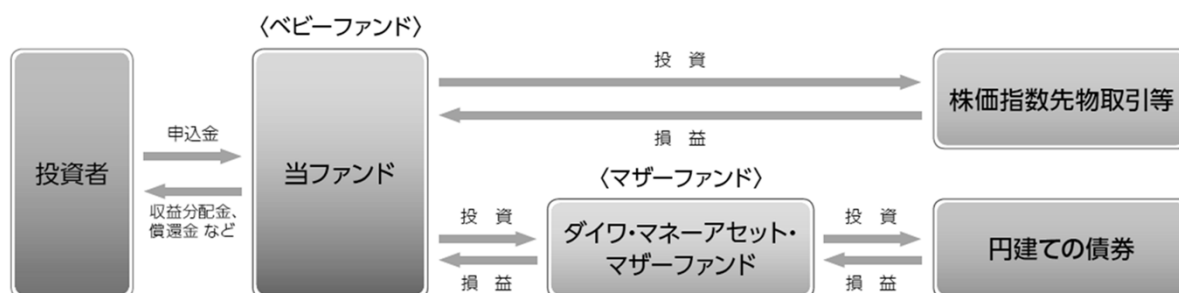 〈ベビーファンド〉
投資者
申込金
収益分配金、
償還金 など
当ファンド
投 資
損 益
株価指数先物取引等
〈マザーファンド〉
投 資
損 益
ダイワ・マネーアセット・
マザーファンド
投 資
損 益
円建ての債券